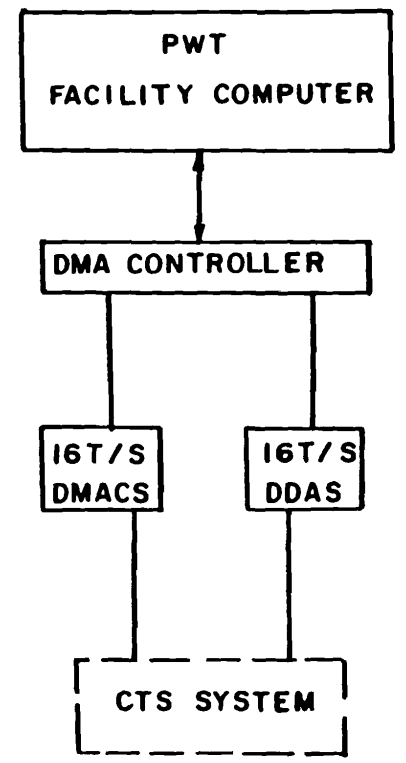 PWT
FACILITY COMPUTER
DMA CONTROLLER
16T/S
DMACS
16T/S
DDAS
CTS SYSTEM